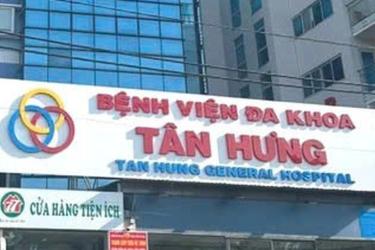 BỆNH VIỆN ĐA KHOA
TÂN HƯNG
TAN HUNG GENERAL HOSPITAL
CỬA HÀNG TIỆN ÍCH